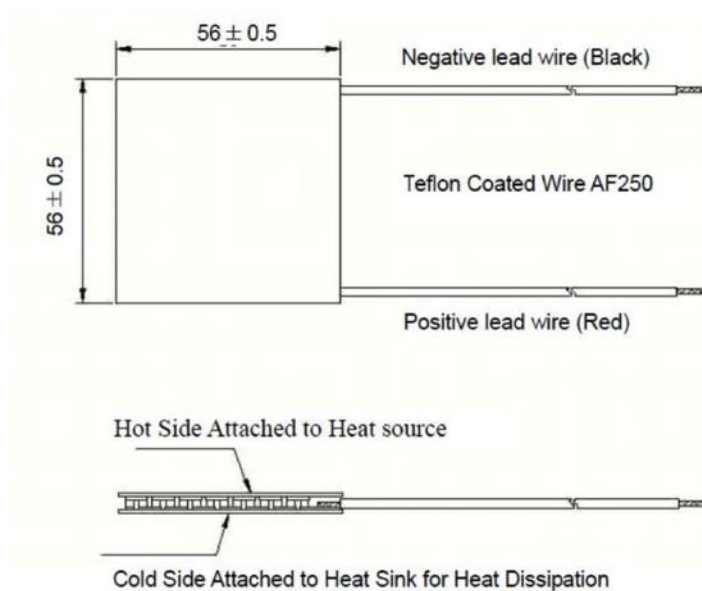 56 ± 0.5
Negative lead wire (Black)
56 ± 0.5
Teflon Coated Wire AF250
Positive lead wire (Red)
Hot Side Attached to Heat source
Cold Side Attached to Heat Sink for Heat Dissipation